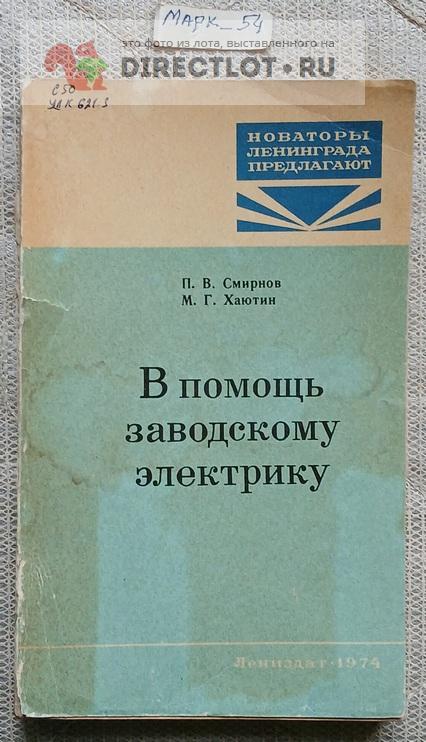 Марк_54
это фото из лота, выставленного на
DIRECTLOT.RU
с50
УДК 621.3
НОВАТОРЫ
ЛЕНИНГРАДА
ПРЕДЛАГАЮТ
П. В. Смирнов
М. Г. Хаютин
В помощь
заводскому
электрику
Лениздат·1974